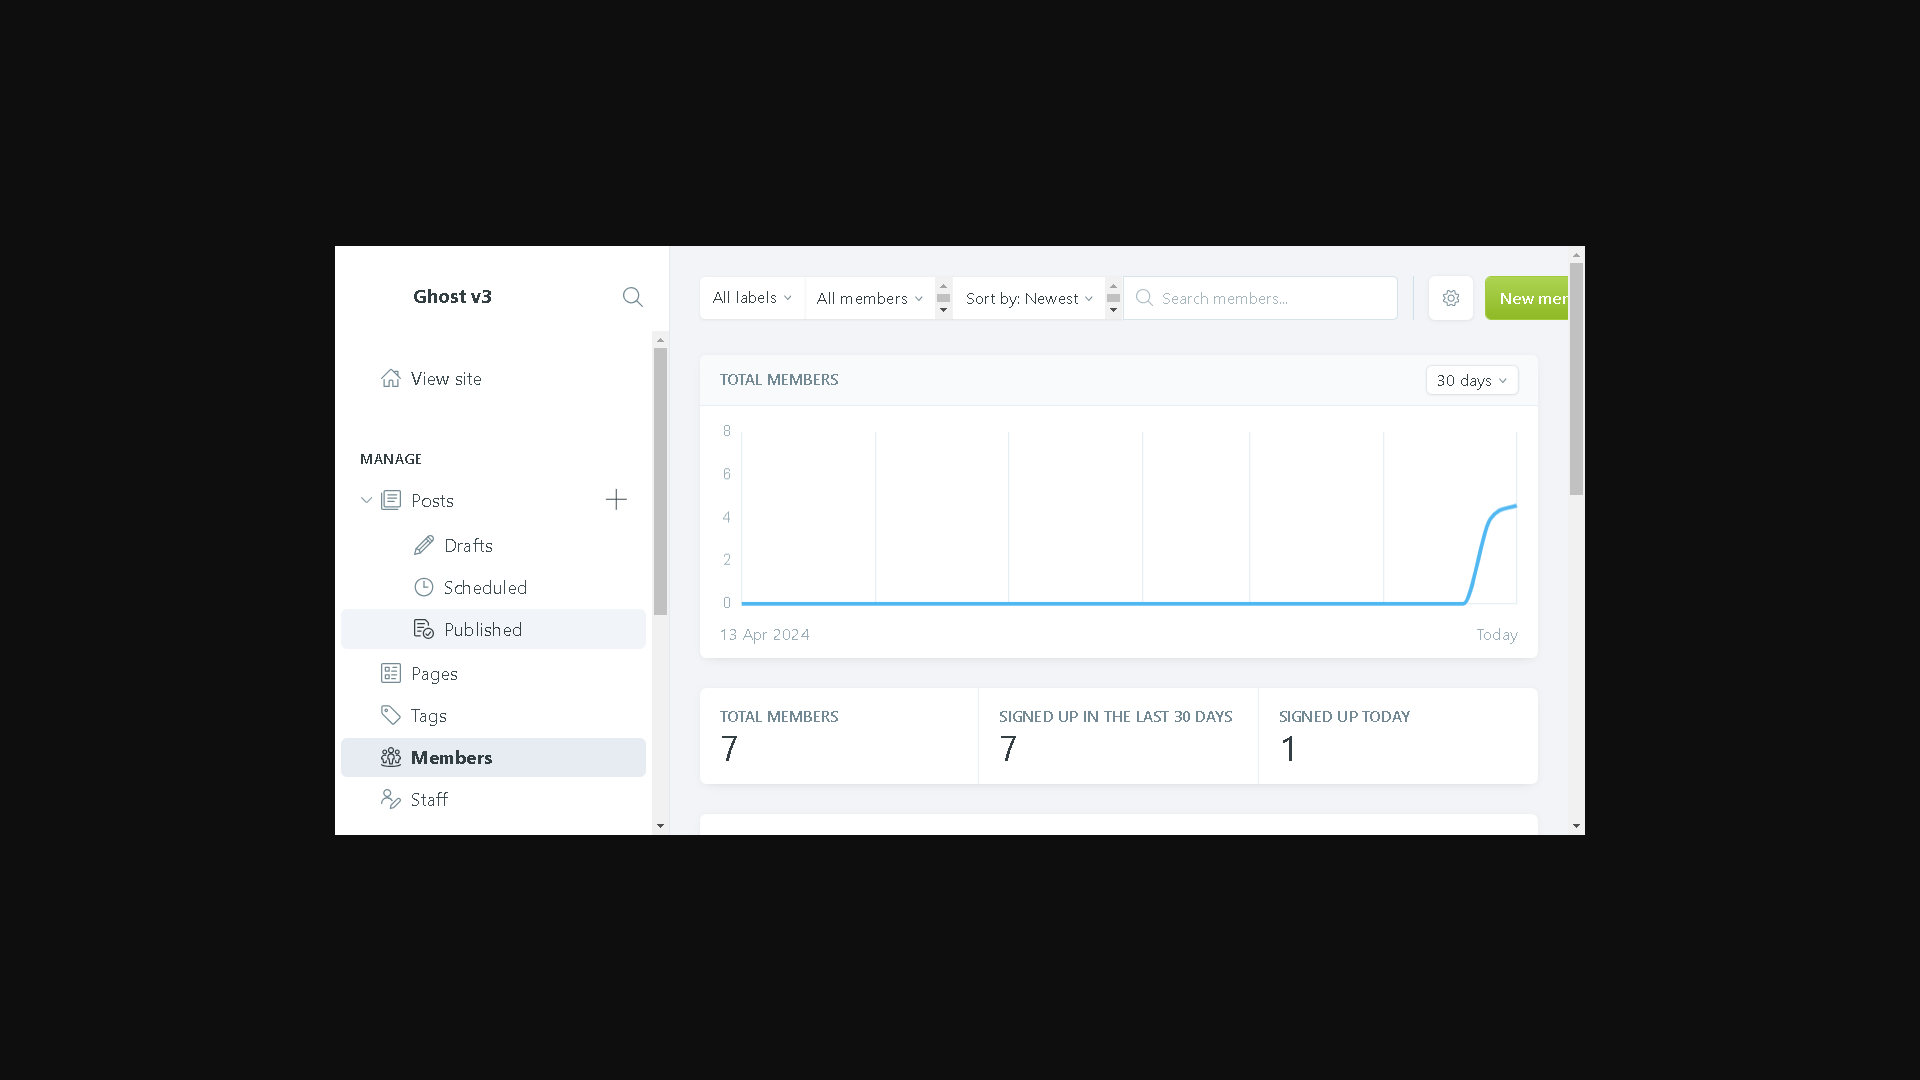 Ghost v3
View site
MANAGE
Posts
Drafts
Scheduled
Published
Pages
Tags
Members
Staff
All labels
All members
Sort by: Newest
Search members...
New mer
TOTAL MEMBERS
30 days
8
6
4
2
0
13 Apr 2024
Today
TOTAL MEMBERS
7
SIGNED UP IN THE LAST 30 DAYS
7
SIGNED UP TODAY
1